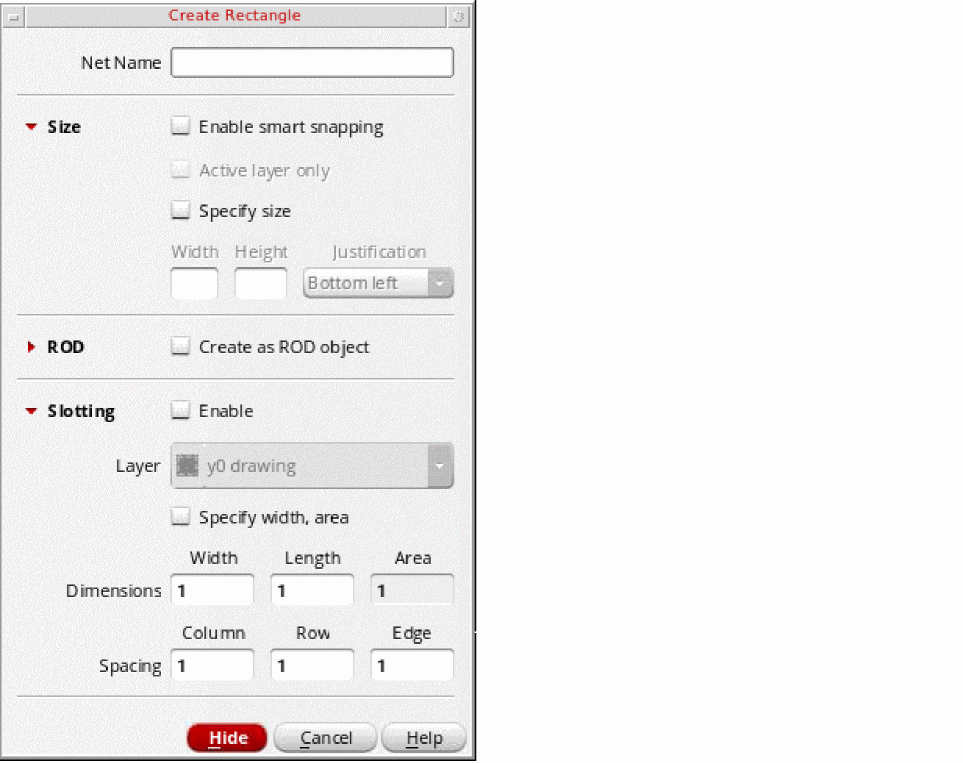 Create Rectangle
Net Name
Size
Enable smart snapping
Active layer only
Specify size
Width Height Justification
Bottom left
ROD
Create as ROD object
Slotting
Enable
Layer
y0 drawing
Specify width, area
Width Length Area
Dimensions 1 1 1
Column Row Edge
Spacing 1 1 1
Hide Cancel Help